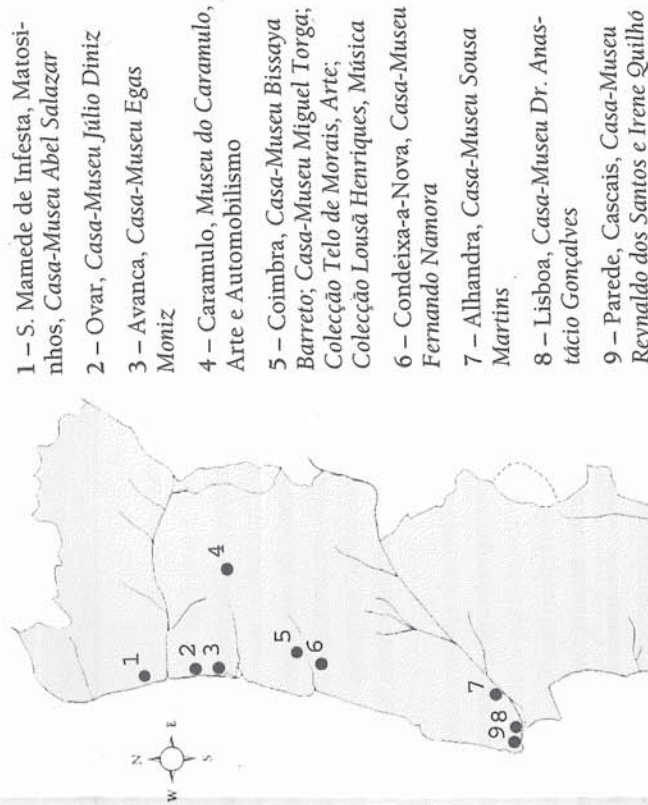 1 – S. Mamede de Infesta, Matosi-
nhos, Casa-Museu Abel Salazar
2 – Ovar, Casa-Museu Júlio Diniz
3 – Avanca, Casa-Museu Egas
Moniz
4 – Caramulo, Museu do Caramulo,
Arte e Automobilismo
5 – Coimbra, Casa-Museu Bissaya
Barreto; Casa-Museu Miguel Torga;
Colecção Telo de Morais, Arte;
Colecção Lousã Henriques, Música
6 – Condeixa-a-Nova, Casa-Museu
Fernando Namora
7 – Alhandra, Casa-Museu Sousa
Martins
8 – Lisboa, Casa-Museu Dr. Anas-
tácio Gonçalves
9 – Parede, Cascais, Casa-Museu
Reynaldo dos Santos e Irene Quilhó
N
W E
S
1
2
3
4
5
6
7
98